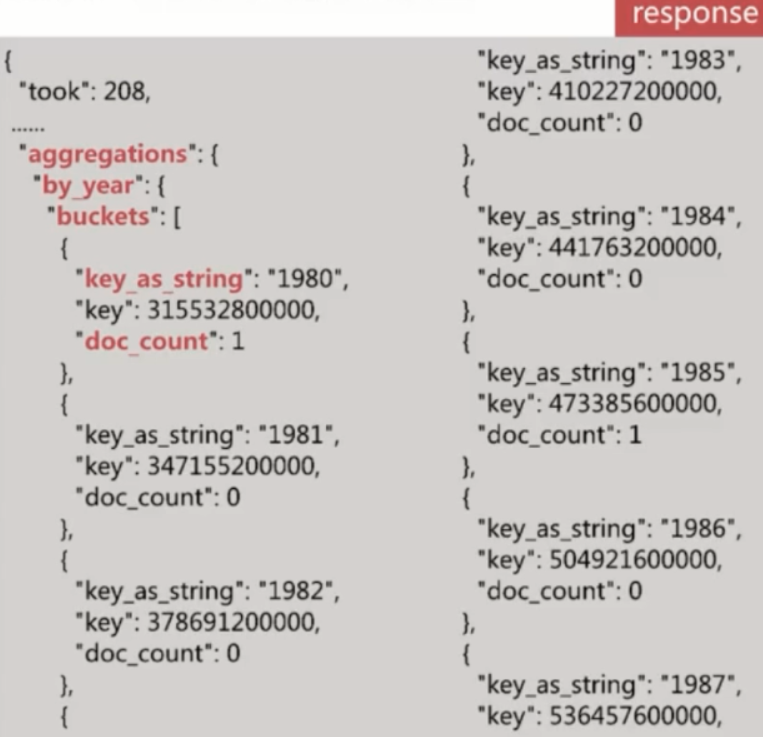 response
{
"took": 208,
......
"aggregations": {
"by_year": {
"buckets": [
{
"key_as_string": "1980",
"key": 315532800000,
"doc_count": 1
},
{
"key_as_string": "1981",
"key": 347155200000,
"doc_count": 0
},
{
"key_as_string": "1982",
"key": 378691200000,
"doc_count": 0
},
{
"key_as_string": "1983",
"key": 410227200000,
"doc_count": 0
},
{
"key_as_string": "1984",
"key": 441763200000,
"doc_count": 0
},
{
"key_as_string": "1985",
"key": 473385600000,
"doc_count": 1
},
{
"key_as_string": "1986",
"key": 504921600000,
"doc_count": 0
},
{
"key_as_string": "1987",
"key": 536457600000,